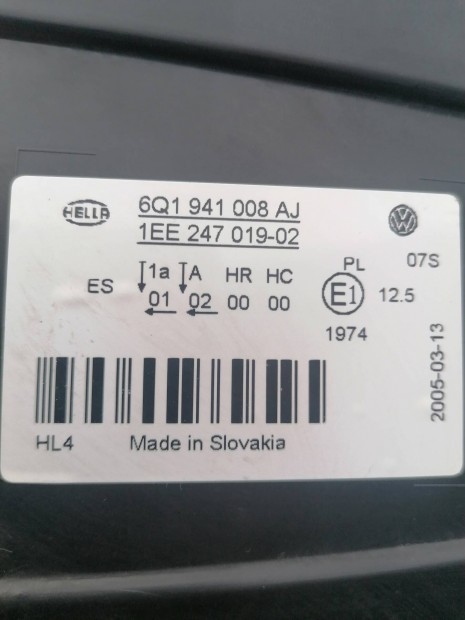 HELLA 6Q1 941 008 AJ VW
1EE 247 019-02
ES 1a A HR HC PL 07S
01 02 00 00 E1 12.5
1974
2005-03-13
HL4 Made in Slovakia